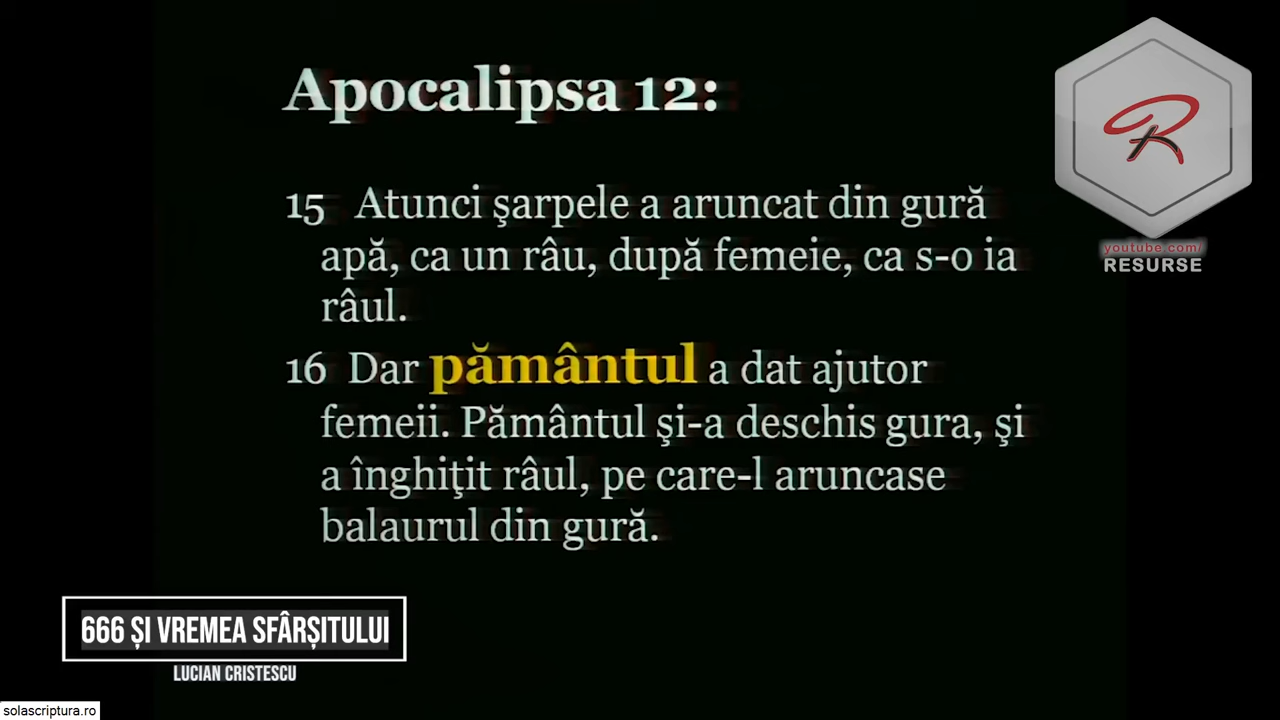 Apocalipsa 12:
15 Atunci şarpele a aruncat din gură
apă, ca un râu, după femeie, ca s-o ia
râul.
16 Dar pământul a dat ajutor
femeii. Pământul şi-a deschis gura, şi
a înghiţit râul, pe care-l aruncase
balaurul din gură.
R
youtube.com/
RESURSE
666 ȘI VREMEA SFÂRȘITULUI
LUCIAN CRISTESCU
solascriptura.ro